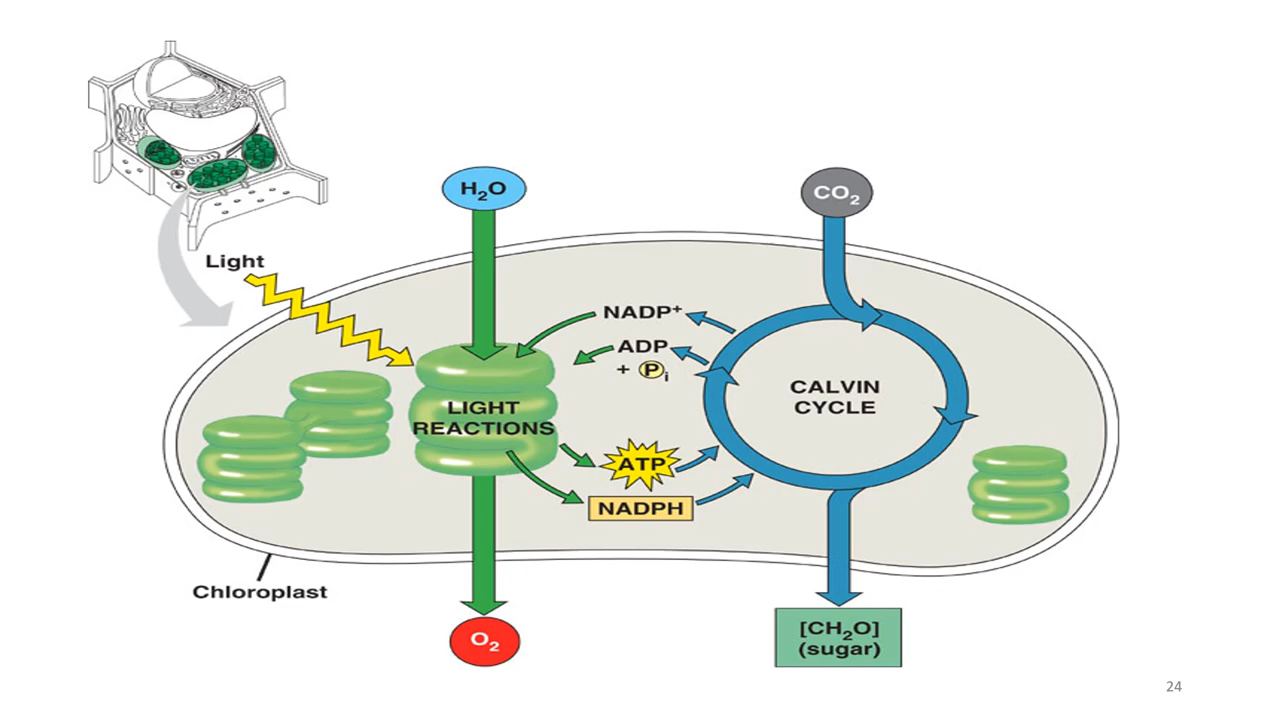 H₂O
CO₂
Light
NADP⁺
ADP
+ Pᵢ
CALVIN
CYCLE
LIGHT
REACTIONS
ATP
NADPH
Chloroplast
O₂
[CH₂O]
(sugar)
24